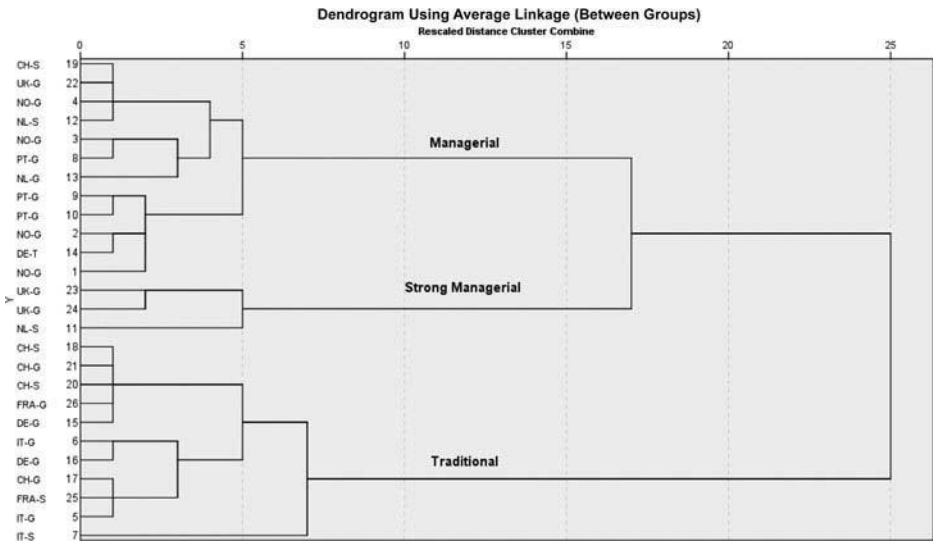 Dendrogram Using Average Linkage (Between Groups)
Rescaled Distance Cluster Combine
0 5 10 15 20 25
CH-S 19
UK-G 22
NO-G 4
NL-S 12
NO-G 3
Managerial
PT-G 8
NL-G 13
PT-G 9
PT-G 10
NO-G 2
DE-T 14
NO-G 1
UK-G 23
Strong Managerial
Y
UK-G 24
NL-S 11
CH-S 18
CH-G 21
CH-S 20
FRA-G 26
DE-G 15
IT-G 6
DE-G 16
Traditional
CH-G 17
FRA-S 25
IT-G 5
IT-S 7